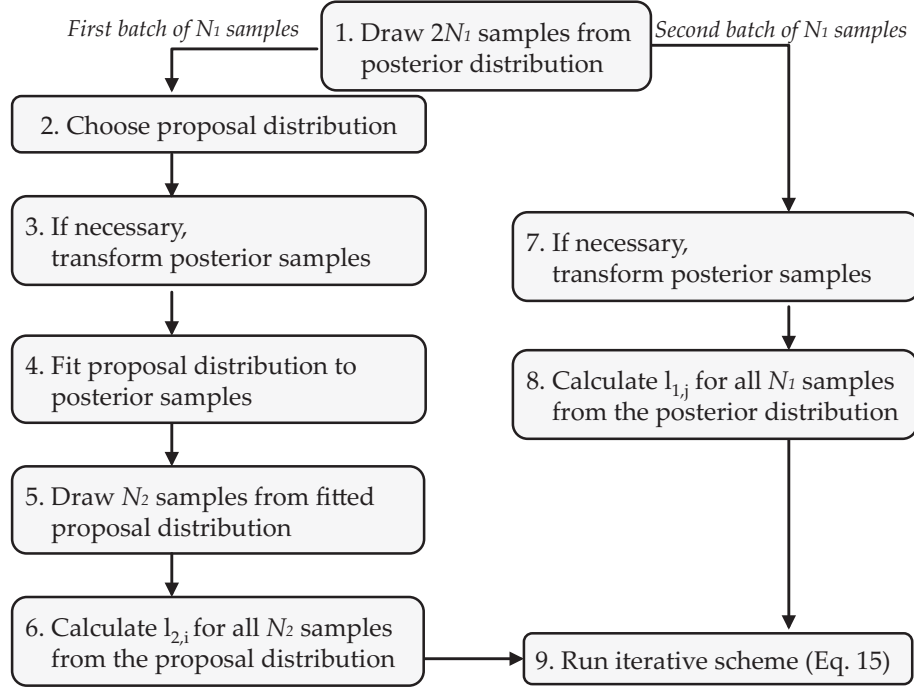 First batch of N₁ samples
1. Draw 2N₁ samples from
posterior distribution
Second batch of N₁ samples
2. Choose proposal distribution
3. If necessary,
transform posterior samples
4. Fit proposal distribution to
posterior samples
5. Draw N₂ samples from fitted
proposal distribution
6. Calculate l₂,ᵢ for all N₂ samples
from the proposal distribution
7. If necessary,
transform posterior samples
8. Calculate l₁,ⱼ for all N₁ samples
from the posterior distribution
9. Run iterative scheme (Eq. 15)